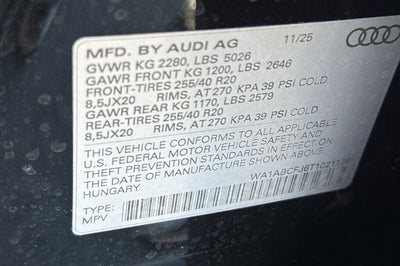 MFD. BY AUDI AG 11/25
GVWR KG 2280, LBS 5026
GAWR FRONT KG 1200, LBS 2646
FRONT-TIRES 255/40 R20
8,5JX20 RIMS, AT 270 KPA 39 PSI COLD
GAWR REAR KG 1170, LBS 2579
REAR-TIRES 255/40 R20
8,5JX20 RIMS, AT 270 KPA 39 PSI COLD
THIS VEHICLE CONFORMS TO ALL APPLICABLE
U.S. FEDERAL MOTOR VEHICLE SAFETY AND
THEFT PREVENTION STANDARDS IN EFFECT ON
THE DATE OF MANUFACTURE SHOWN ABOVE.
HUNGARY
TYPE:
MPV